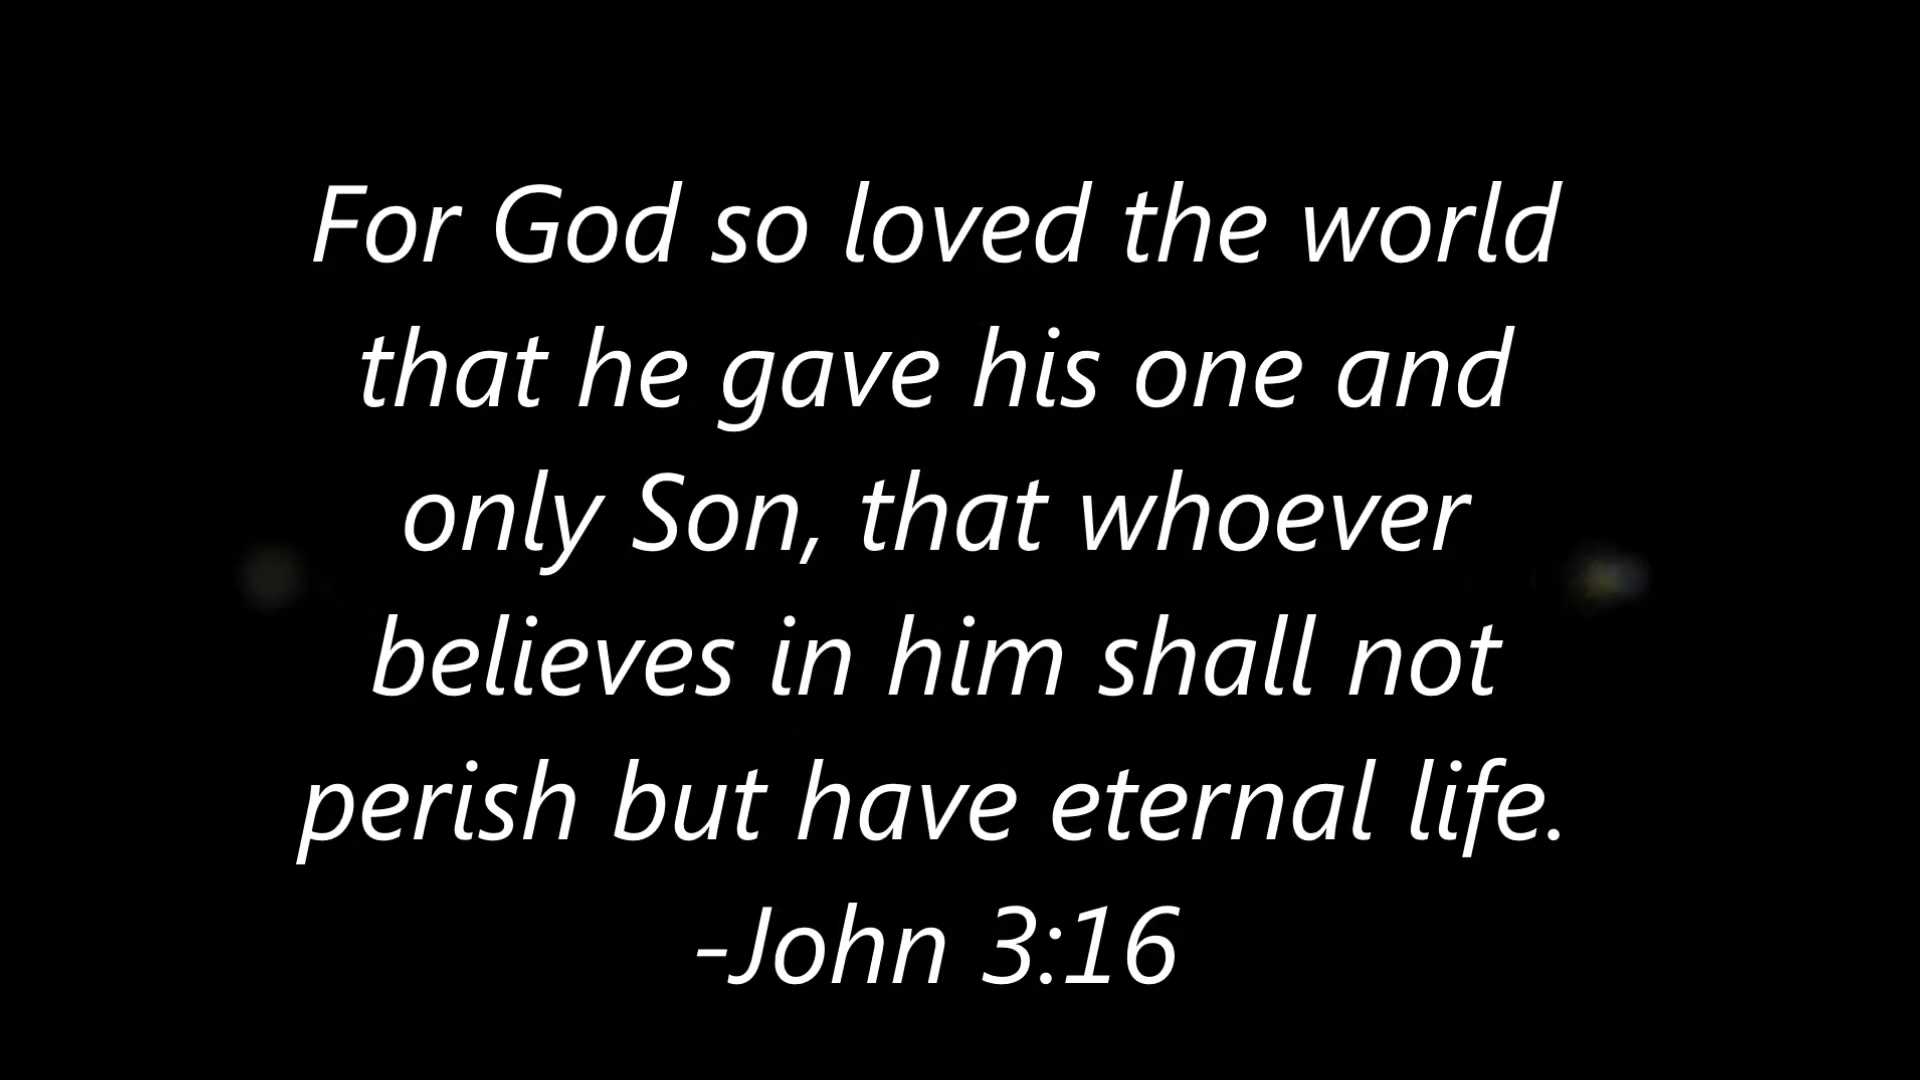 For God so loved the world
that he gave his one and
only Son, that whoever
believes in him shall not
perish but have eternal life.
-John 3:16